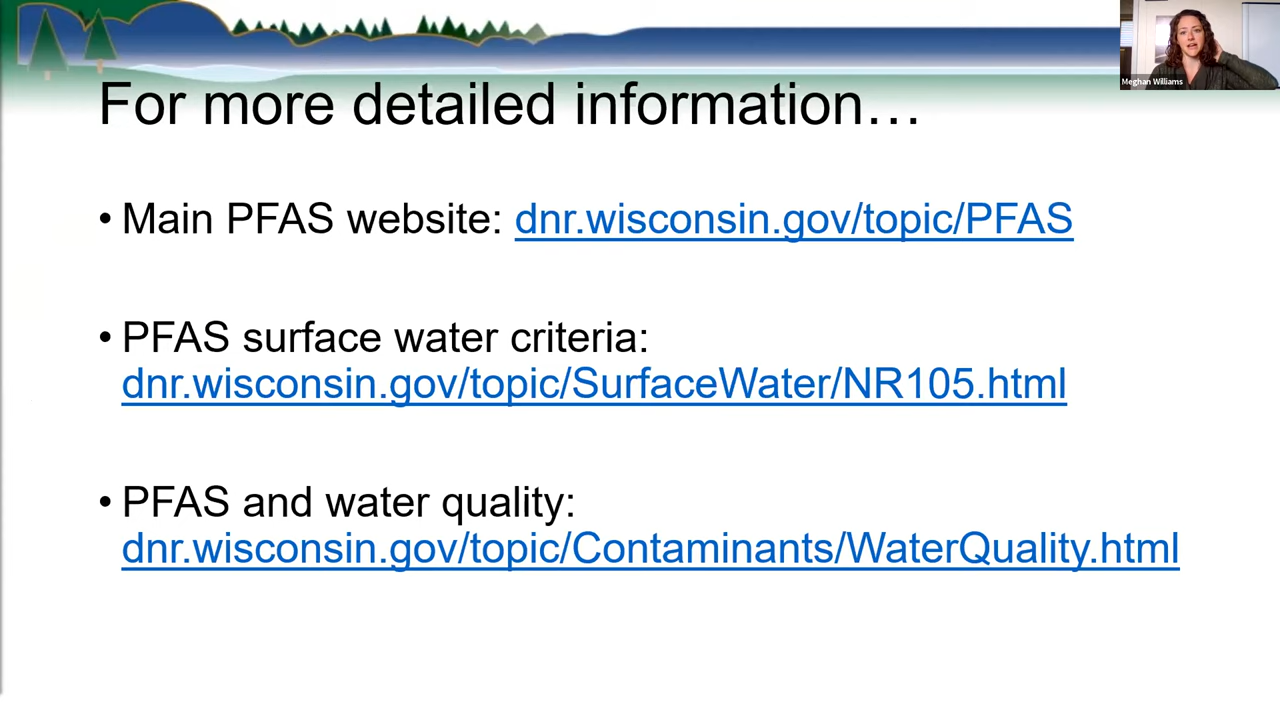 Meghan Williams
For more detailed information…
• Main PFAS website: dnr.wisconsin.gov/topic/PFAS
• PFAS surface water criteria:
dnr.wisconsin.gov/topic/SurfaceWater/NR105.html
• PFAS and water quality:
dnr.wisconsin.gov/topic/Contaminants/WaterQuality.html